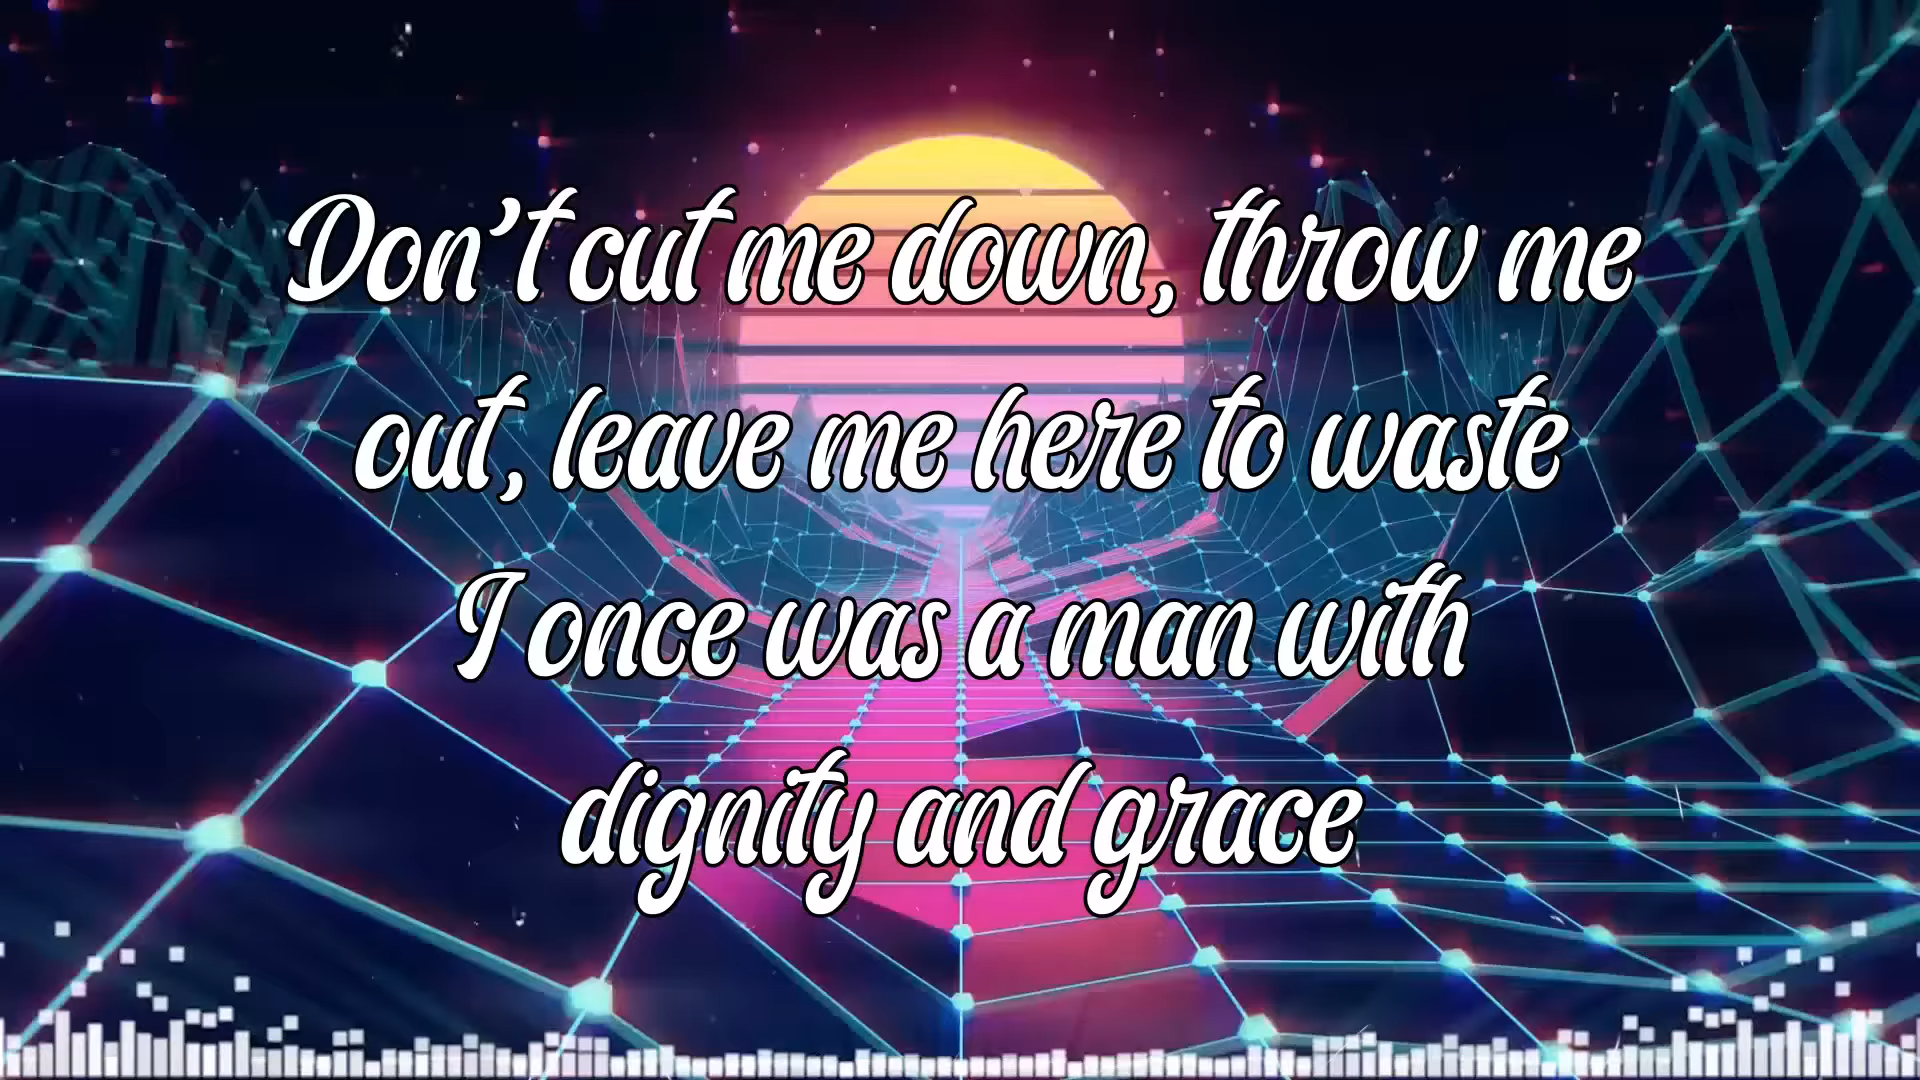 Don't cut me down, throw me
out, leave me here to waste
I once was a man with
dignity and grace